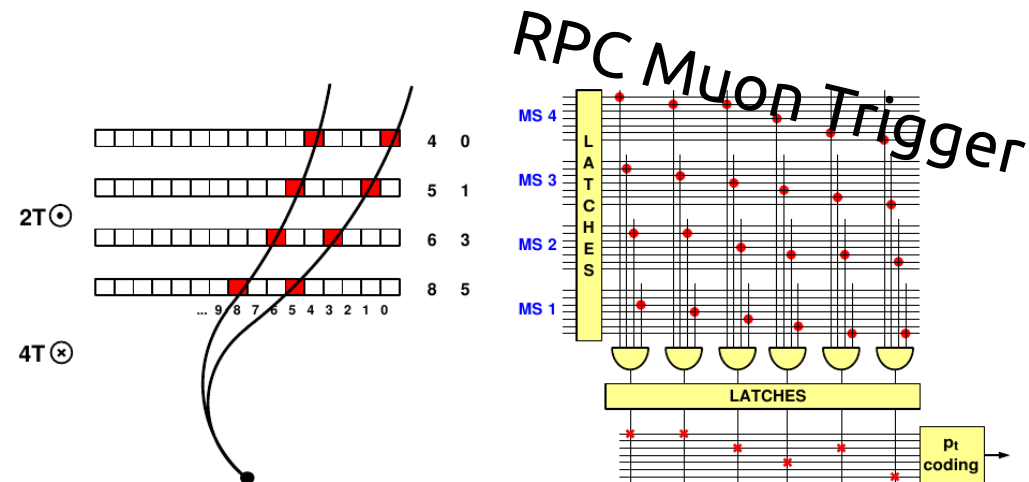 RPC Muon Trigger
4 0
5 1
2T
6 3
8 5
... 9 8 7 6 5 4 3 2 1 0
4T
MS 4
MS 3
MS 2
MS 1
LATCHES
LATCHES
pt
coding